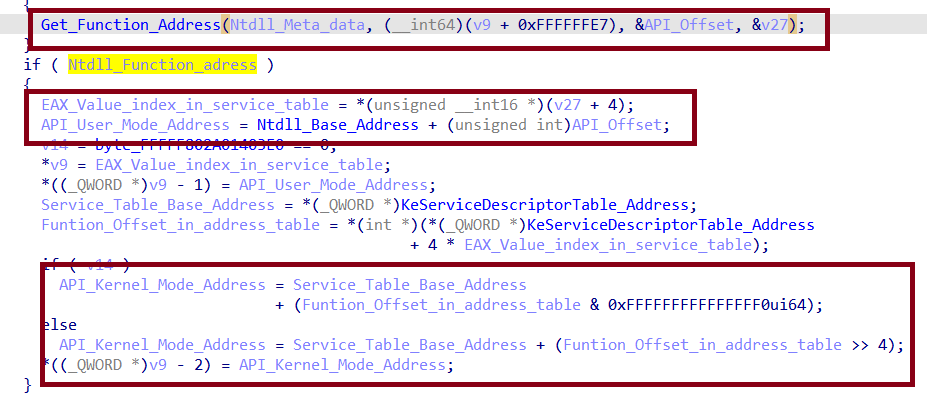 {
Get_Function_Address(Ntdll_Meta_data, (__int64)(v9 + 0xFFFFFFE7), &API_Offset, &v27);
}
if ( Ntdll_Function_adress )
{
EAX_Value_index_in_service_table = *(unsigned __int16 *)(v27 + 4);
API_User_Mode_Address = Ntdll_Base_Address + (unsigned int)API_Offset;
v14 = byte_FFFFF802A01403E0 == 0;
*v9 = EAX_Value_index_in_service_table;
*((_QWORD *)v9 - 1) = API_User_Mode_Address;
Service_Table_Base_Address = *(_QWORD *)KeServiceDescriptorTable_Address;
Funtion_Offset_in_address_table = *(int *)(*(_QWORD *)KeServiceDescriptorTable_Address
+ 4 * EAX_Value_index_in_service_table);
if ( v14 )
API_Kernel_Mode_Address = Service_Table_Base_Address
+ (Funtion_Offset_in_address_table & 0xFFFFFFFFFFFFFFF0ui64);
else
API_Kernel_Mode_Address = Service_Table_Base_Address + (Funtion_Offset_in_address_table >> 4);
*((_QWORD *)v9 - 2) = API_Kernel_Mode_Address;
}